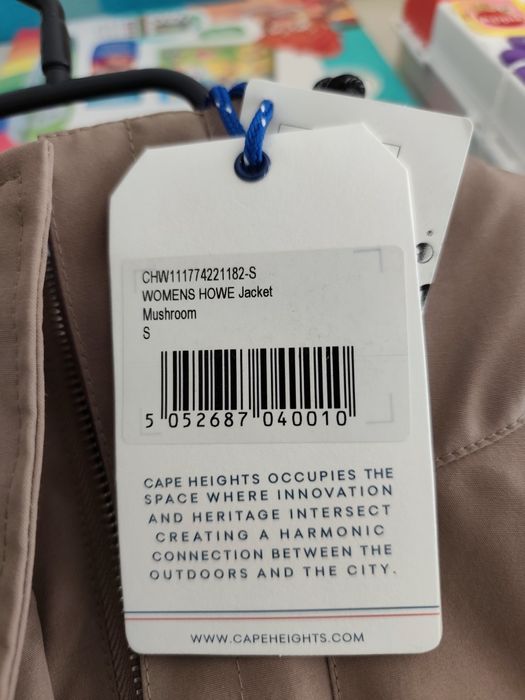 CHW111774221182-S
WOMENS HOWE Jacket
Mushroom
S
5 052687 040010
CAPE HEIGHTS OCCUPIES THE
SPACE WHERE INNOVATION
AND HERITAGE INTERSECT
CREATING A HARMONIC
CONNECTION BETWEEN THE
OUTDOORS AND THE CITY.
WWW.CAPEHEIGHTS.COM